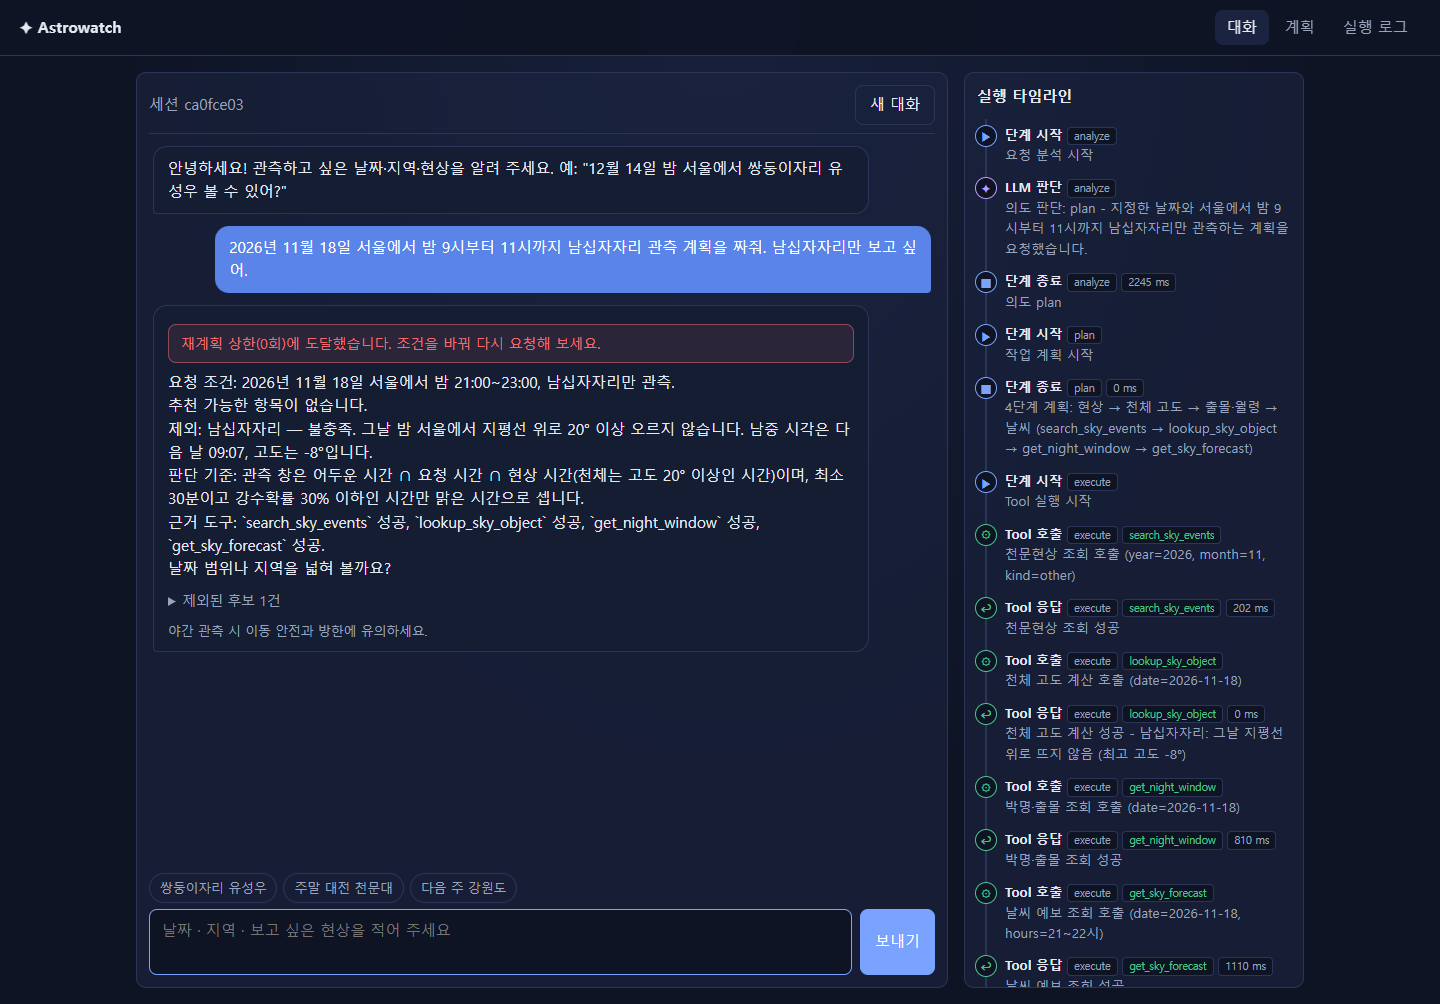 ✦ Astrowatch
대화
계획
실행 로그
세션 ca0fce03
새 대화
안녕하세요! 관측하고 싶은 날짜·지역·현상을 알려 주세요. 예: "12월 14일 밤 서울에서 쌍둥이자리 유
성우 볼 수 있어?"
2026년 11월 18일 서울에서 밤 9시부터 11시까지 남십자자리 관측 계획을 짜줘. 남십자자리만 보고 싶
어.
재계획 상한(0회)에 도달했습니다. 조건을 바꿔 다시 요청해 보세요.
요청 조건: 2026년 11월 18일 서울에서 밤 21:00~23:00, 남십자자리만 관측.
추천 가능한 항목이 없습니다.
제외: 남십자자리 — 불충족. 그날 밤 서울에서 지평선 위로 20° 이상 오르지 않습니다. 남중 시각은 다
음 날 09:07, 고도는 -8°입니다.
판단 기준: 관측 창은 어두운 시간 ∩ 요청 시간 ∩ 현상 시간(천체는 고도 20° 이상인 시간)이며, 최소
30분이고 강수확률 30% 이하인 시간만 맑은 시간으로 셉니다.
근거 도구: `search_sky_events` 성공, `lookup_sky_object` 성공, `get_night_window` 성공,
`get_sky_forecast` 성공.
날짜 범위나 지역을 넓혀 볼까요?
▶ 제외된 후보 1건
야간 관측 시 이동 안전과 방한에 유의하세요.
쌍둥이자리 유성우
주말 대전 천문대
다음 주 강원도
날짜 · 지역 · 보고 싶은 현상을 적어 주세요
보내기
실행 타임라인
단계 시작 analyze
요청 분석 시작
LLM 판단 analyze
의도 판단: plan - 지정한 날짜와 서울에서 밤 9
시부터 11시까지 남십자자리만 관측하는 계획을
요청했습니다.
단계 종료 analyze 2245 ms
의도 plan
단계 시작 plan
작업 계획 시작
단계 종료 plan 0 ms
4단계 계획: 현상 → 천체 고도 → 출몰·월령 →
날씨 (search_sky_events → lookup_sky_object
→ get_night_window → get_sky_forecast)
단계 시작 execute
Tool 실행 시작
Tool 호출 execute search_sky_events
천문현상 조회 호출 (year=2026, month=11,
kind=other)
Tool 응답 execute search_sky_events 202 ms
천문현상 조회 성공
Tool 호출 execute lookup_sky_object
천체 고도 계산 호출 (date=2026-11-18)
Tool 응답 execute lookup_sky_object 0 ms
천체 고도 계산 성공 - 남십자자리: 그날 지평선
위로 뜨지 않음 (최고 고도 -8°)
Tool 호출 execute get_night_window
박명·출몰 조회 호출 (date=2026-11-18)
Tool 응답 execute get_night_window 810 ms
박명·출몰 조회 성공
Tool 호출 execute get_sky_forecast
날씨 예보 조회 호출 (date=2026-11-18,
hours=21~22시)
Tool 응답 execute get_sky_forecast 1110 ms
날씨 예보 조회 성공